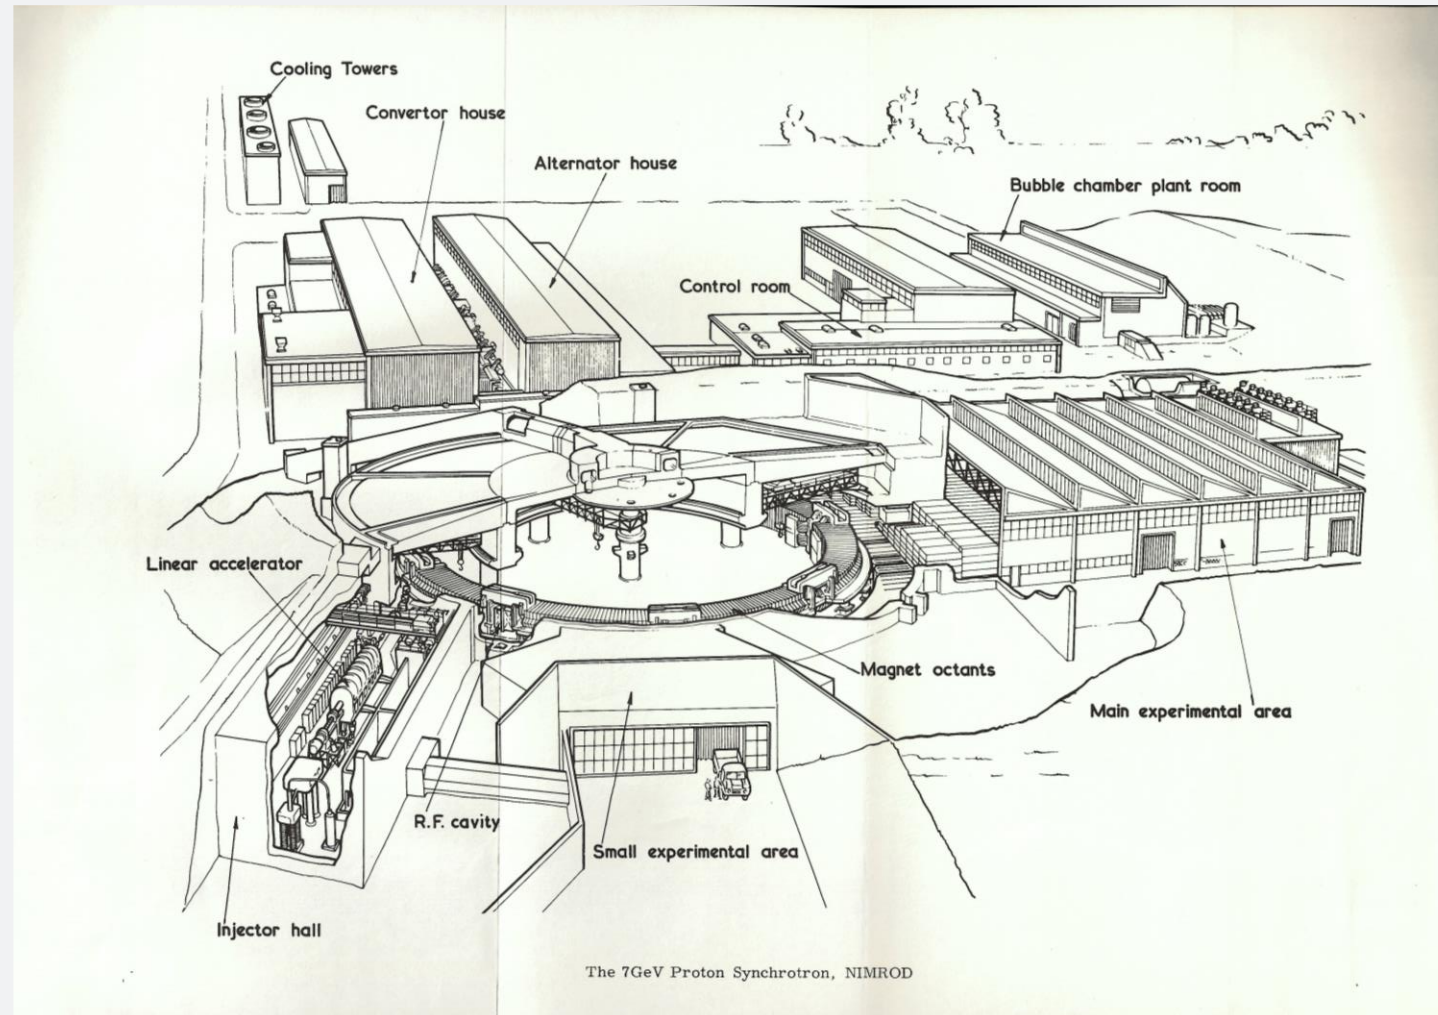 Cooling Towers
Convertor house
Alternator house
Bubble chamber plant room
Control room
Linear accelerator
Magnet octants
Main experimental area
R.F. cavity
Small experimental area
Injector hall
The 7GeV Proton Synchrotron, NIMROD